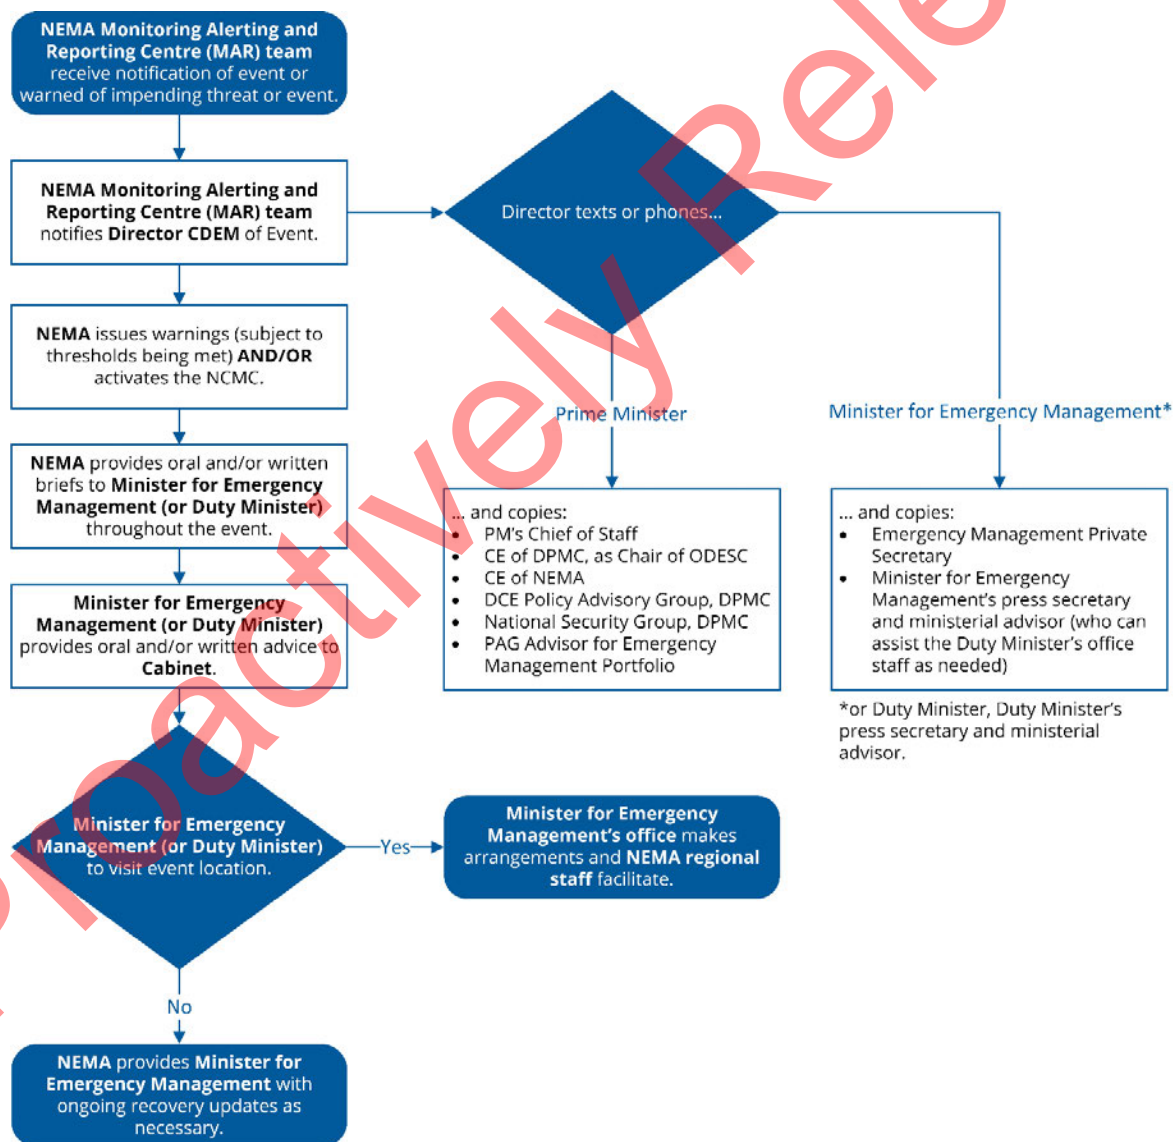 NEMA Monitoring Alerting and
Reporting Centre (MAR) team
receive notification of event or
warned of impending threat or event.
NEMA Monitoring Alerting and
Reporting Centre (MAR) team
notifies Director CDEM of Event.
Director texts or phones...
NEMA issues warnings (subject to
thresholds being met) AND/OR
activates the NCMC.
Prime Minister
Minister for Emergency Management*
NEMA provides oral and/or written
briefs to Minister for Emergency
Management (or Duty Minister)
throughout the event.
... and copies:
• PM's Chief of Staff
• CE of DPMC, as Chair of ODESC
• CE of NEMA
• DCE Policy Advisory Group, DPMC
• National Security Group, DPMC
• PAG Advisor for Emergency
Management Portfolio
... and copies:
• Emergency Management Private
Secretary
• Minister for Emergency
Management's press secretary
and ministerial advisor (who can
assist the Duty Minister's office
staff as needed)
*or Duty Minister, Duty Minister's
press secretary and ministerial
advisor.
Minister for Emergency
Management (or Duty Minister)
provides oral and/or written advice to
Cabinet.
Minister for Emergency
Management (or Duty Minister)
to visit event location.
Yes
Minister for Emergency
Management's office makes
arrangements and NEMA regional
staff facilitate.
No
NEMA provides Minister for
Emergency Management with
ongoing recovery updates as
necessary.
Proactively Rele